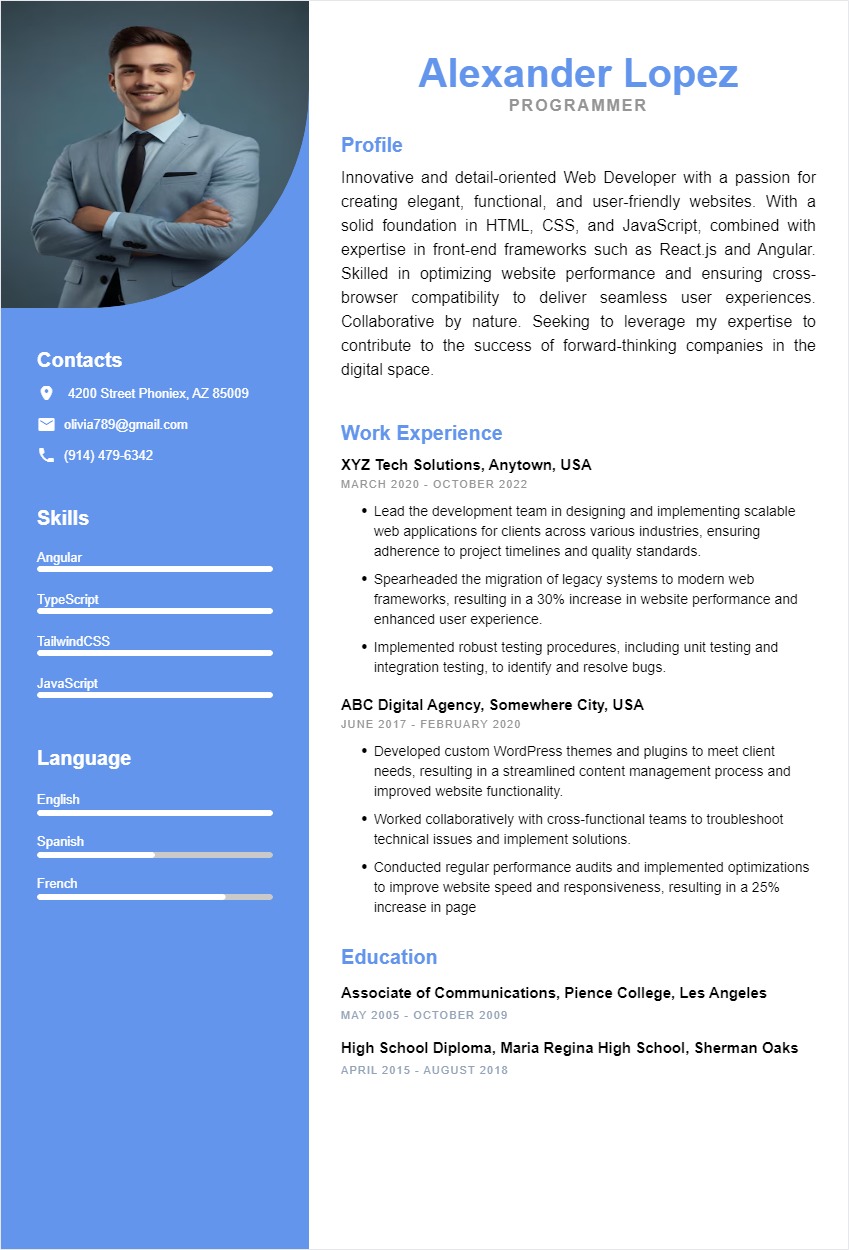 Alexander Lopez
PROGRAMMER
Profile
Innovative and detail-oriented Web Developer with a passion for
creating elegant, functional, and user-friendly websites. With a
solid foundation in HTML, CSS, and JavaScript, combined with
expertise in front-end frameworks such as React.js and Angular.
Skilled in optimizing website performance and ensuring cross-
browser compatibility to deliver seamless user experiences.
Collaborative by nature. Seeking to leverage my expertise to
contribute to the success of forward-thinking companies in the
digital space.
Contacts
4200 Street Phoniex, AZ 85009
olivia789@gmail.com
(914) 479-6342
Skills
Angular
TypeScript
TailwindCSS
JavaScript
Language
English
Spanish
French
Work Experience
XYZ Tech Solutions, Anytown, USA
MARCH 2020 - OCTOBER 2022
• Lead the development team in designing and implementing scalable
web applications for clients across various industries, ensuring
adherence to project timelines and quality standards.
• Spearheaded the migration of legacy systems to modern web
frameworks, resulting in a 30% increase in website performance and
enhanced user experience.
• Implemented robust testing procedures, including unit testing and
integration testing, to identify and resolve bugs.
ABC Digital Agency, Somewhere City, USA
JUNE 2017 - FEBRUARY 2020
• Developed custom WordPress themes and plugins to meet client
needs, resulting in a streamlined content management process and
improved website functionality.
• Worked collaboratively with cross-functional teams to troubleshoot
technical issues and implement solutions.
• Conducted regular performance audits and implemented optimizations
to improve website speed and responsiveness, resulting in a 25%
increase in page
Education
Associate of Communications, Pience College, Les Angeles
MAY 2005 - OCTOBER 2009
High School Diploma, Maria Regina High School, Sherman Oaks
APRIL 2015 - AUGUST 2018